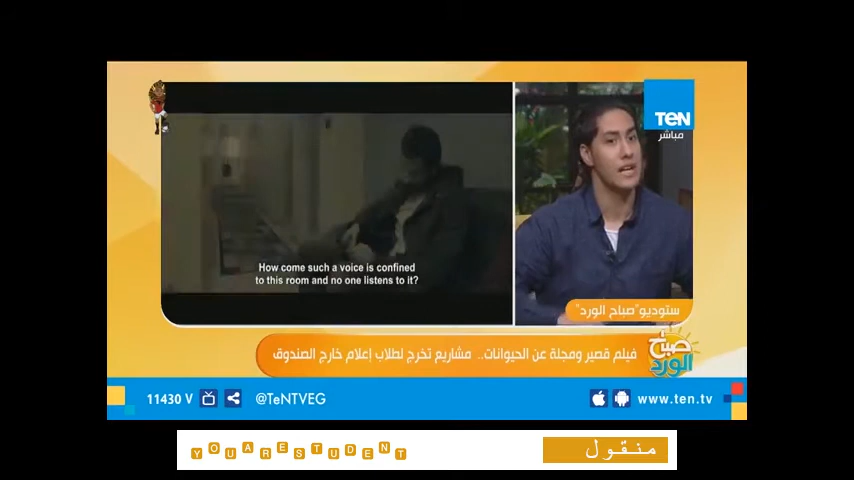 TEN
مباشر
How come such a voice is confined
to this room and no one listens to it?
ستوديو"صباح الورد"
صباح الورد
فيلم قصير ومجلة عن الحيوانات.. مشاريع تخرج لطلاب إعلام خارج الصندوق
11430 V
@TeNTVEG
www.ten.tv
YOUARESTUDENT
منقول